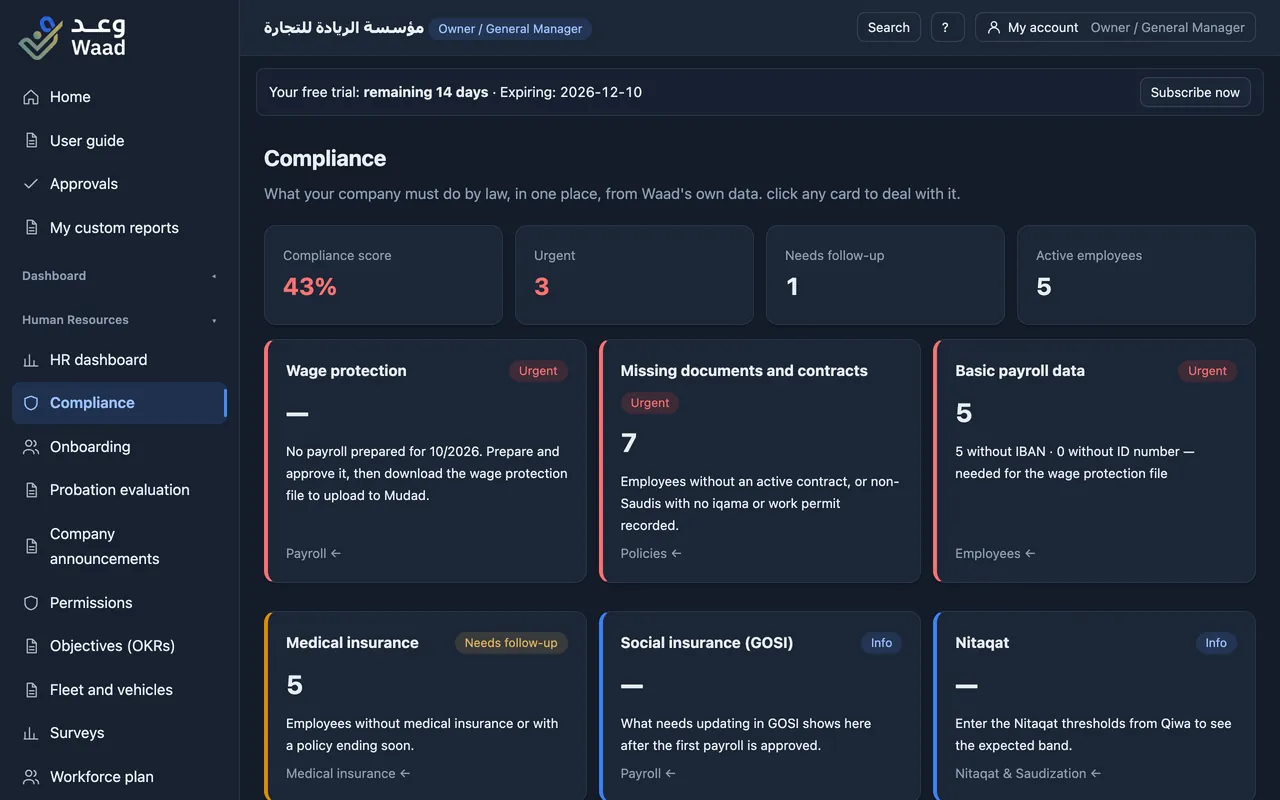 وعد
Waad
Home
User guide
Approvals
My custom reports
Dashboard
Human Resources
HR dashboard
Compliance
Onboarding
Probation evaluation
Company
announcements
Permissions
Objectives (OKRs)
Fleet and vehicles
Surveys
Workforce plan
مؤسسة الريادة للتجارة
Owner / General Manager
Search
?
My account Owner / General Manager
Your free trial: remaining 14 days · Expiring: 2026-12-10
Subscribe now
Compliance
What your company must do by law, in one place, from Waad's own data. click any card to deal with it.
Compliance score
43%
Urgent
3
Needs follow-up
1
Active employees
5
Wage protection
Urgent
—
No payroll prepared for 10/2026. Prepare and
approve it, then download the wage protection
file to upload to Mudad.
Payroll ←
Missing documents and contracts
Urgent
7
Employees without an active contract, or non-
Saudis with no iqama or work permit
recorded.
Policies ←
Basic payroll data
Urgent
5
5 without IBAN · 0 without ID number —
needed for the wage protection file
Employees ←
Medical insurance
Needs follow-up
5
Employees without medical insurance or with
a policy ending soon.
Medical insurance ←
Social insurance (GOSI)
Info
—
What needs updating in GOSI shows here
after the first payroll is approved.
Payroll ←
Nitaqat
Info
—
Enter the Nitaqat thresholds from Qiwa to see
the expected band.
Nitaqat & Saudization ←